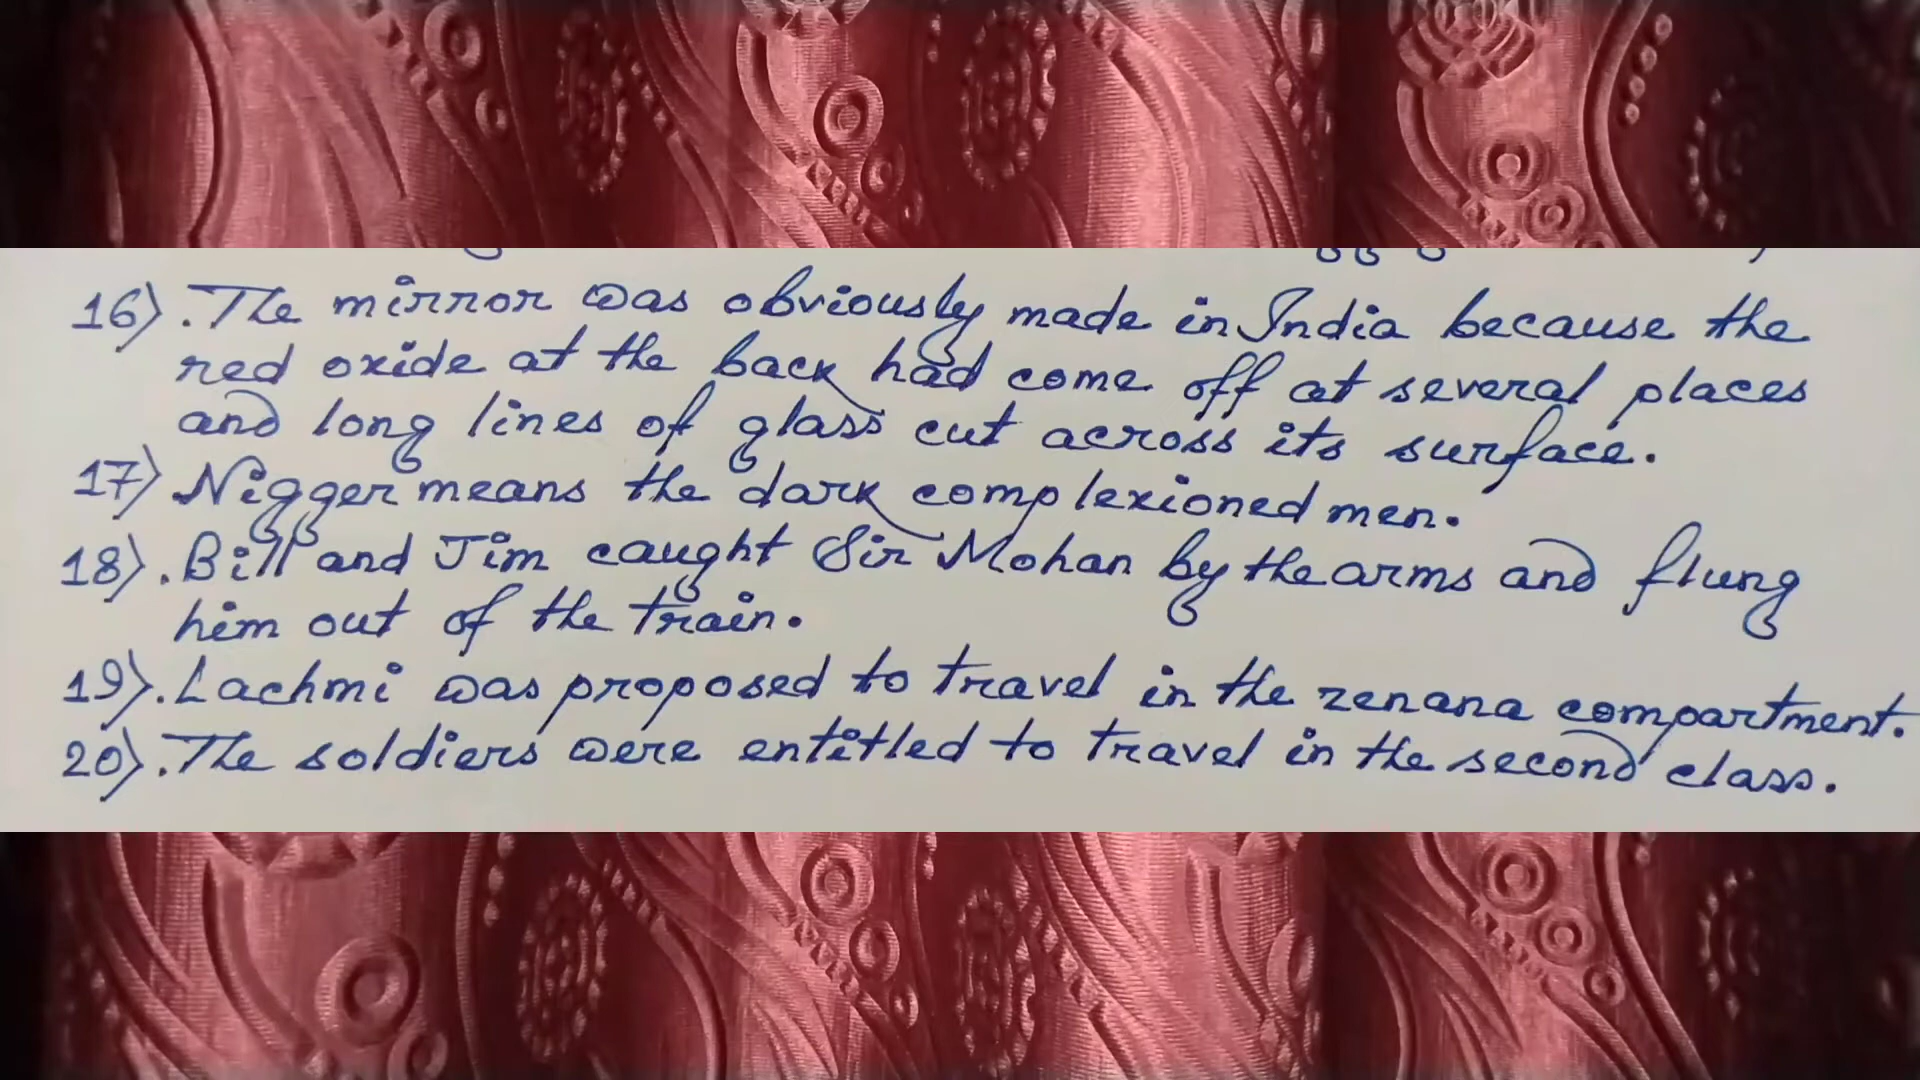 16). The mirror was obviously made in India because the
red oxide at the back had come off at several places
and long lines of glass cut across its surface.
17) Nigger means the dark complexioned men.
18). Bill and Jim caught Sir Mohan by the arms and flung
him out of the train.
19). Lachmi was proposed to travel in the zenana compartment.
20). The soldiers were entitled to travel in the second class.